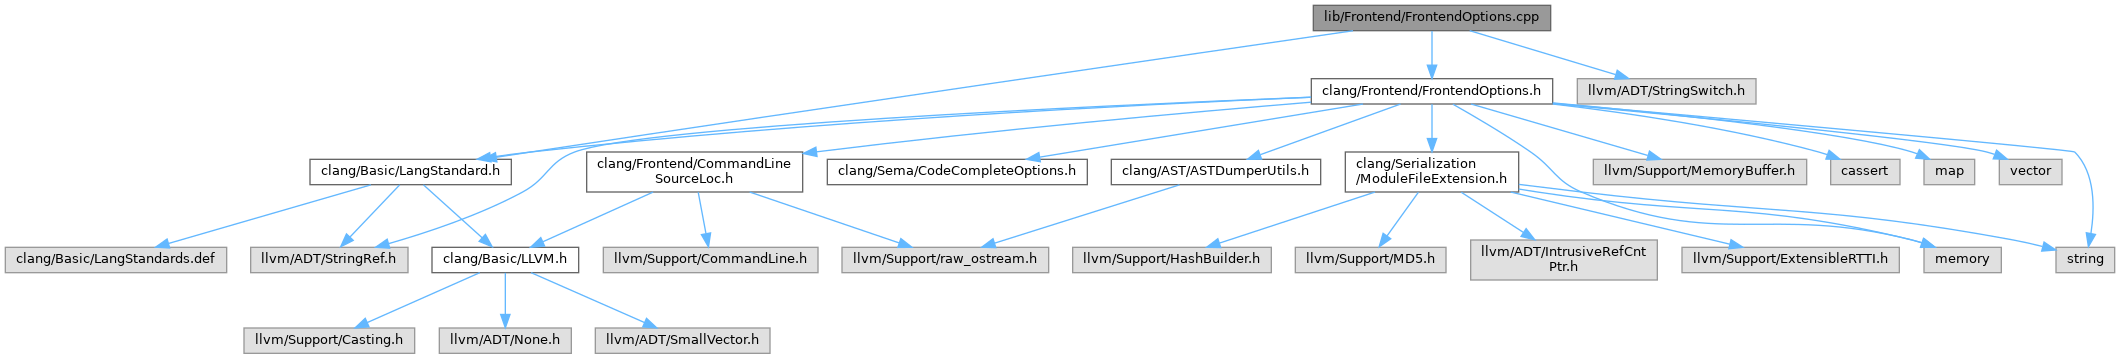 lib/Frontend/FrontendOptions.cpp
clang/Frontend/FrontendOptions.h
llvm/ADT/StringSwitch.h
clang/Basic/LangStandard.h
clang/Frontend/CommandLine
SourceLoc.h
clang/Sema/CodeCompleteOptions.h
clang/AST/ASTDumperUtils.h
clang/Serialization
/ModuleFileExtension.h
llvm/Support/MemoryBuffer.h
cassert
map
vector
clang/Basic/LangStandards.def
llvm/ADT/StringRef.h
clang/Basic/LLVM.h
llvm/Support/CommandLine.h
llvm/Support/raw_ostream.h
llvm/Support/HashBuilder.h
llvm/Support/MD5.h
llvm/ADT/IntrusiveRefCnt
Ptr.h
llvm/Support/ExtensibleRTTI.h
memory
string
llvm/Support/Casting.h
llvm/ADT/None.h
llvm/ADT/SmallVector.h